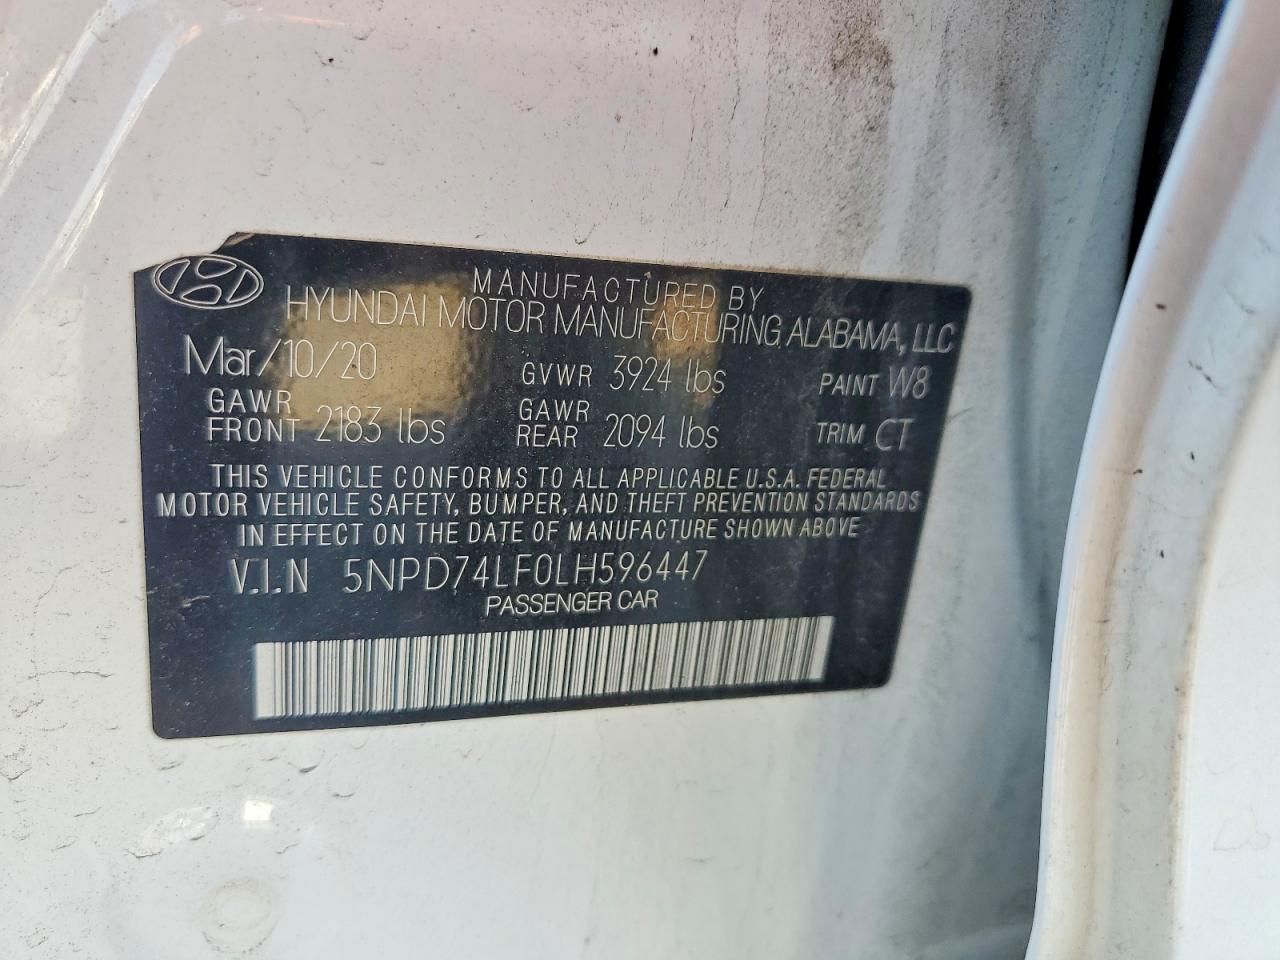 MANUFACTURED BY
HYUNDAI MOTOR MANUFACTURING ALABAMA, LLC
Mar/10/20 GVWR 3924 lbs PAINT W8
GAWR FRONT 2183 lbs GAWR REAR 2094 lbs TRIM CT
THIS VEHICLE CONFORMS TO ALL APPLICABLE U.S.A. FEDERAL
MOTOR VEHICLE SAFETY, BUMPER, AND THEFT PREVENTION STANDARDS
IN EFFECT ON THE DATE OF MANUFACTURE SHOWN ABOVE
V.I.N 5NPD74LF0LH596447
PASSENGER CAR